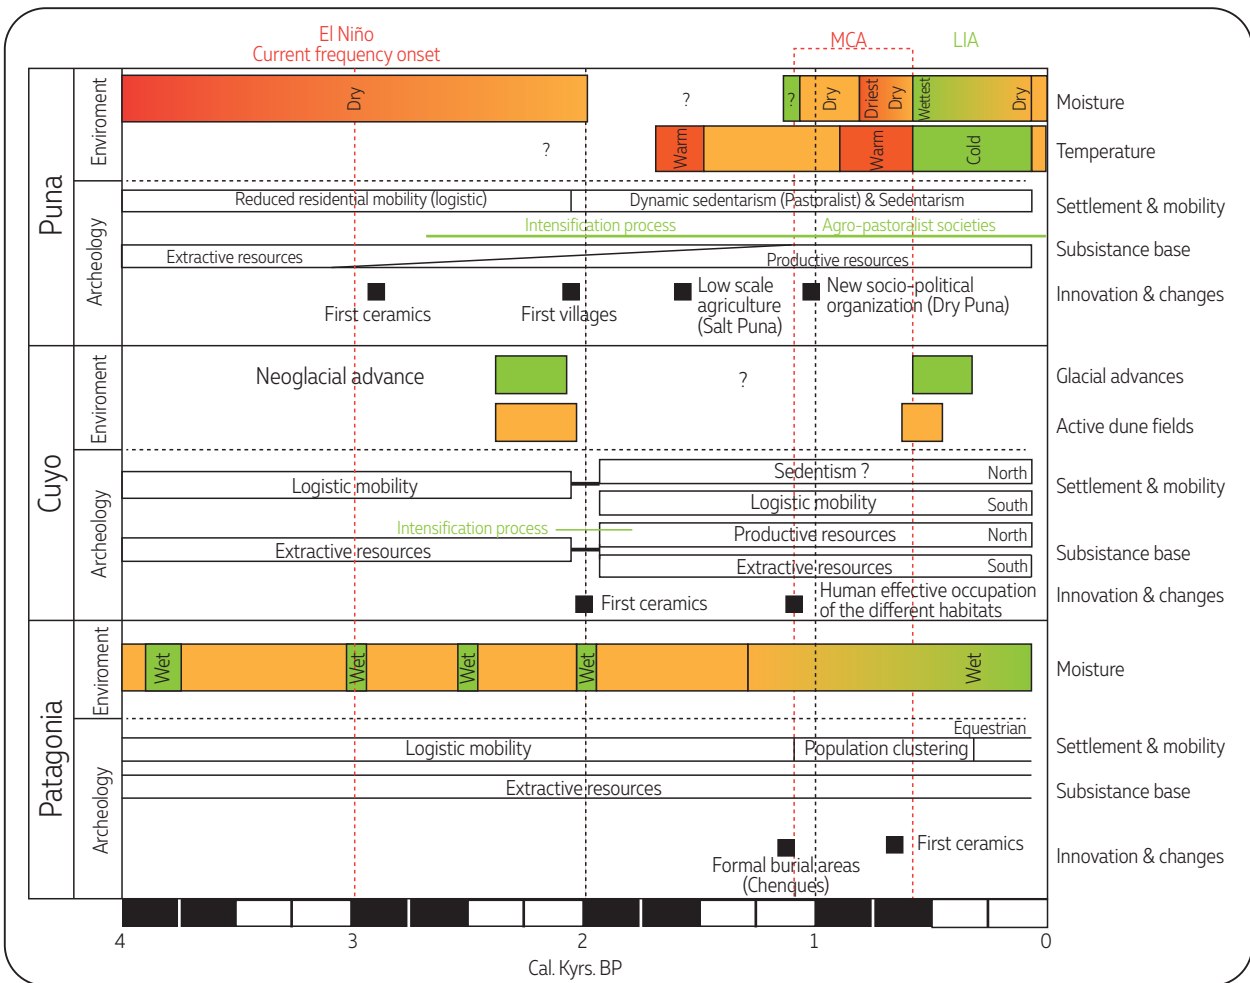 El Niño
Current frequency onset
MCA
LIA
Puna
Enviroment
Dry
?
?
Dry
Driest
Dry
Wettest
Dry
Moisture
?
Warm
Warm
Cold
Temperature
Archeology
Reduced residential mobility (logistic)
Dynamic sedentarism (Pastoralist) & Sedentarism
Settlement & mobility
Intensification process
Agro-pastoralist societies
Extractive resources
Productive resources
Subsistance base
First ceramics
First villages
Low scale
agriculture
(Salt Puna)
New socio-political
organization (Dry Puna)
Innovation & changes
Cuyo
Enviroment
Neoglacial advance
?
Glacial advances
Active dune fields
Archeology
Logistic mobility
Sedentism ?
North
Logistic mobility
South
Settlement & mobility
Intensification process
Extractive resources
Productive resources
North
Extractive resources
South
Subsistance base
First ceramics
Human effective occupation
of the different habitats
Innovation & changes
Patagonia
Enviroment
Wet
Wet
Wet
Wet
Wet
Moisture
Archeology
Logistic mobility
Population clustering
Equestrian
Settlement & mobility
Extractive resources
Subsistance base
Formal burial areas
(Chenques)
First ceramics
Innovation & changes
4
3
2
1
0
Cal. Kyrs. BP